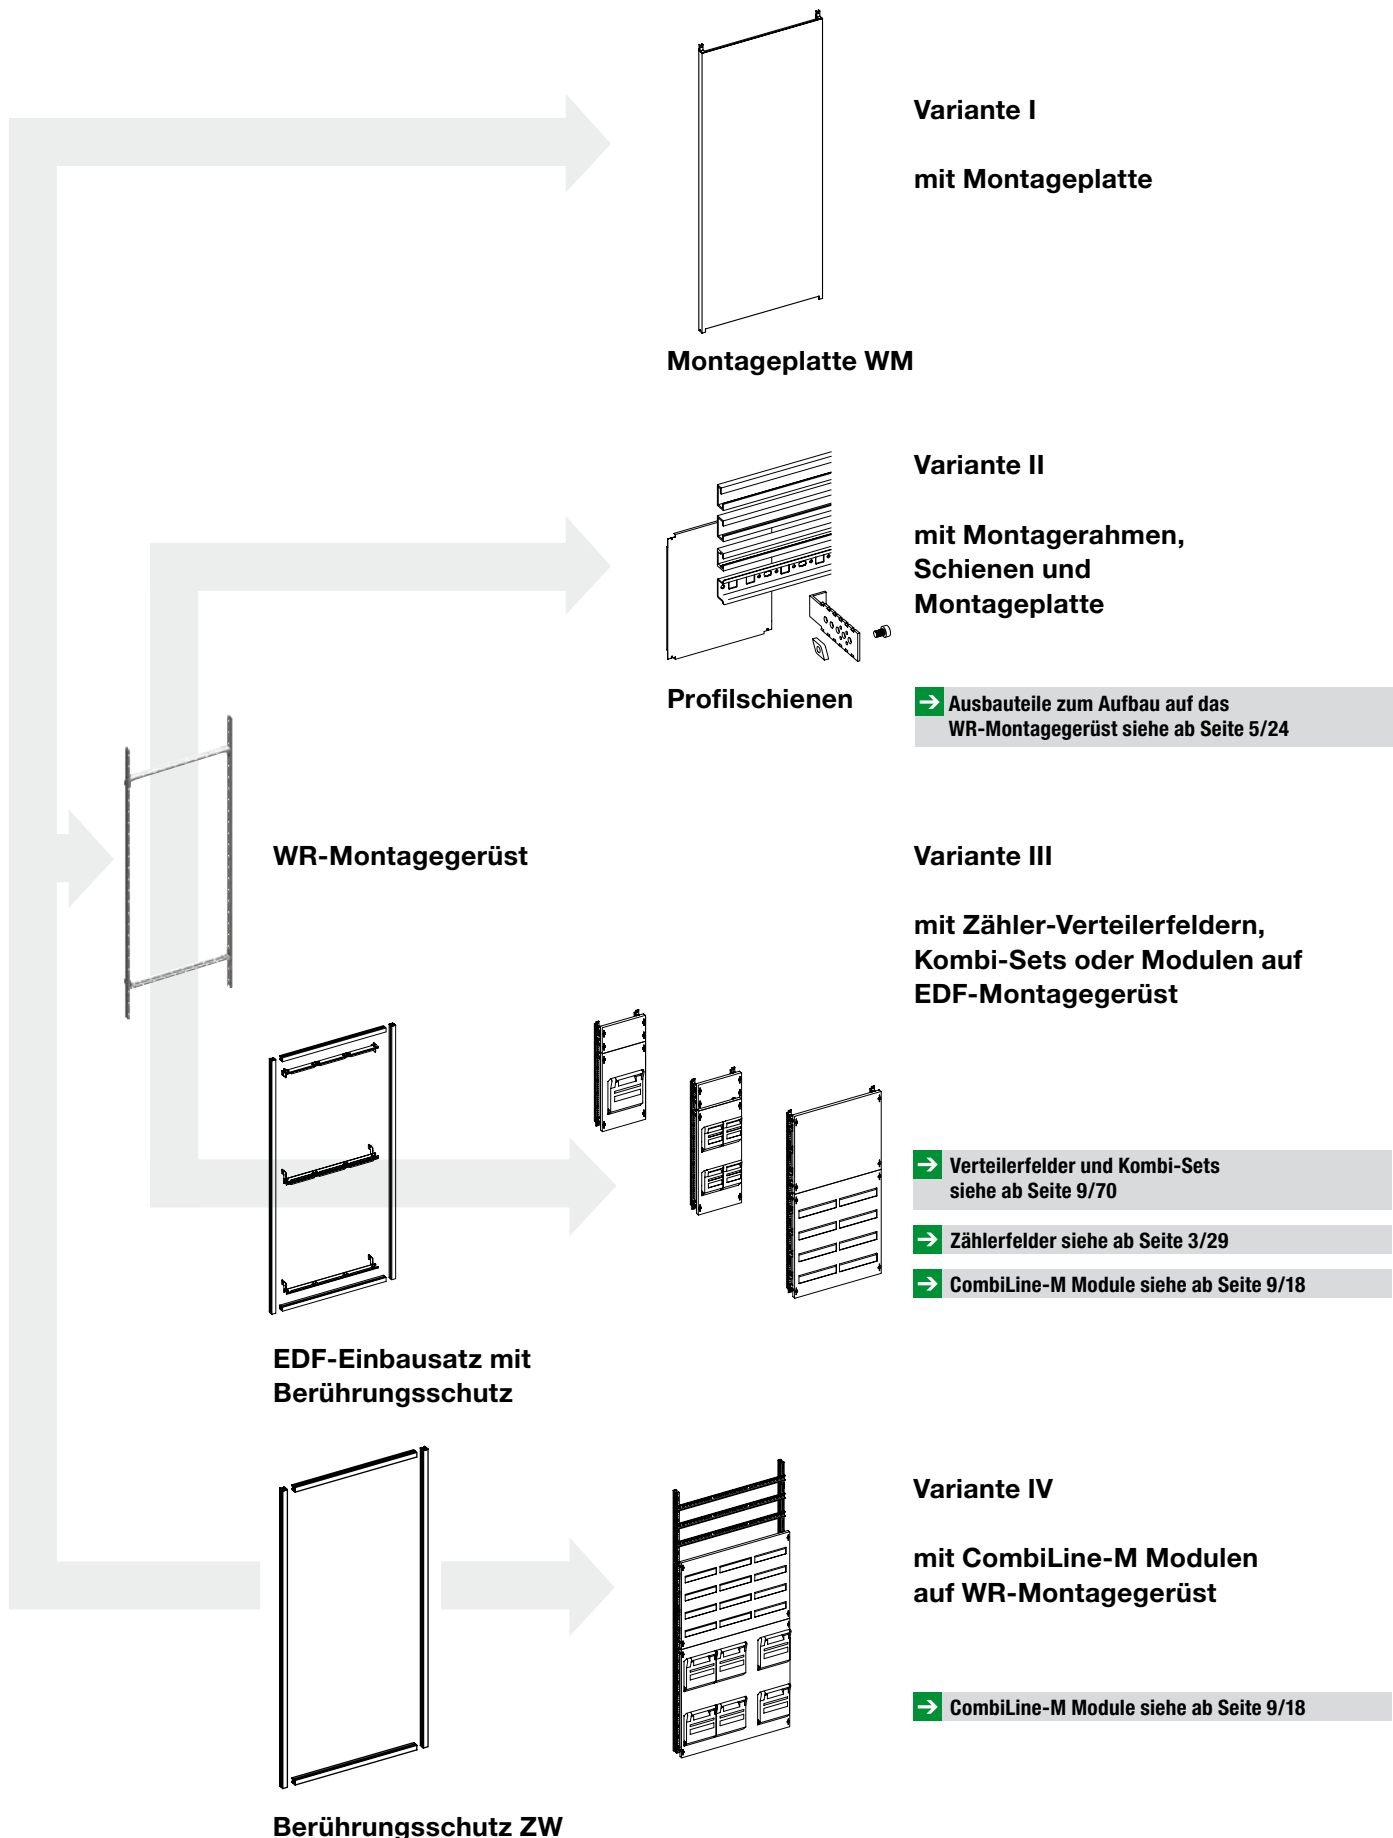 Variante I
mit Montageplatte
Montageplatte WM
Variante II
mit Montagerahmen,
Schienen und
Montageplatte
Profilschienen
Ausbauteile zum Aufbau auf das
WR-Montagegerüst siehe ab Seite 5/24
WR-Montagegerüst
Variante III
mit Zähler-Verteilerfeldern,
Kombi-Sets oder Modulen auf
EDF-Montagegerüst
Verteilerfelder und Kombi-Sets
siehe ab Seite 9/70
Zählerfelder siehe ab Seite 3/29
CombiLine-M Module siehe ab Seite 9/18
EDF-Einbausatz mit
Berührungsschutz
Variante IV
mit CombiLine-M Modulen
auf WR-Montagegerüst
CombiLine-M Module siehe ab Seite 9/18
Berührungsschutz ZW